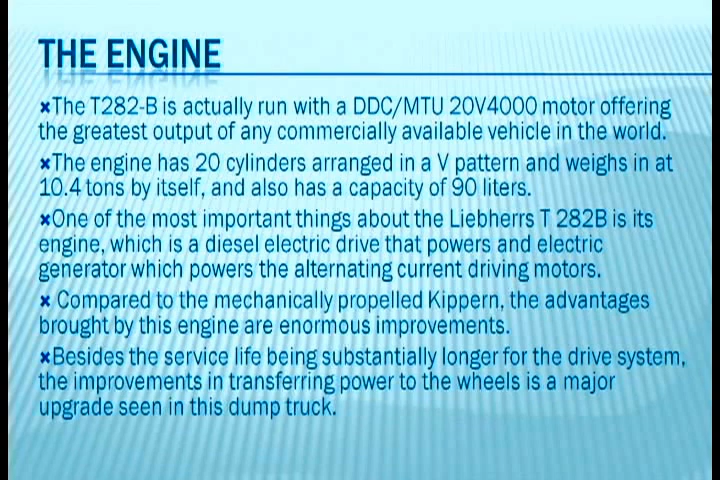 THE ENGINE
×The T282-B is actually run with a DDC/MTU 20V4000 motor offering
the greatest output of any commercially available vehicle in the world.
×The engine has 20 cylinders arranged in a V pattern and weighs in at
10.4 tons by itself, and also has a capacity of 90 liters.
×One of the most important things about the Liebherrs T 282B is its
engine, which is a diesel electric drive that powers and electric
generator which powers the alternating current driving motors.
× Compared to the mechanically propelled Kippern, the advantages
brought by this engine are enormous improvements.
×Besides the service life being substantially longer for the drive system,
the improvements in transferring power to the wheels is a major
upgrade seen in this dump truck.